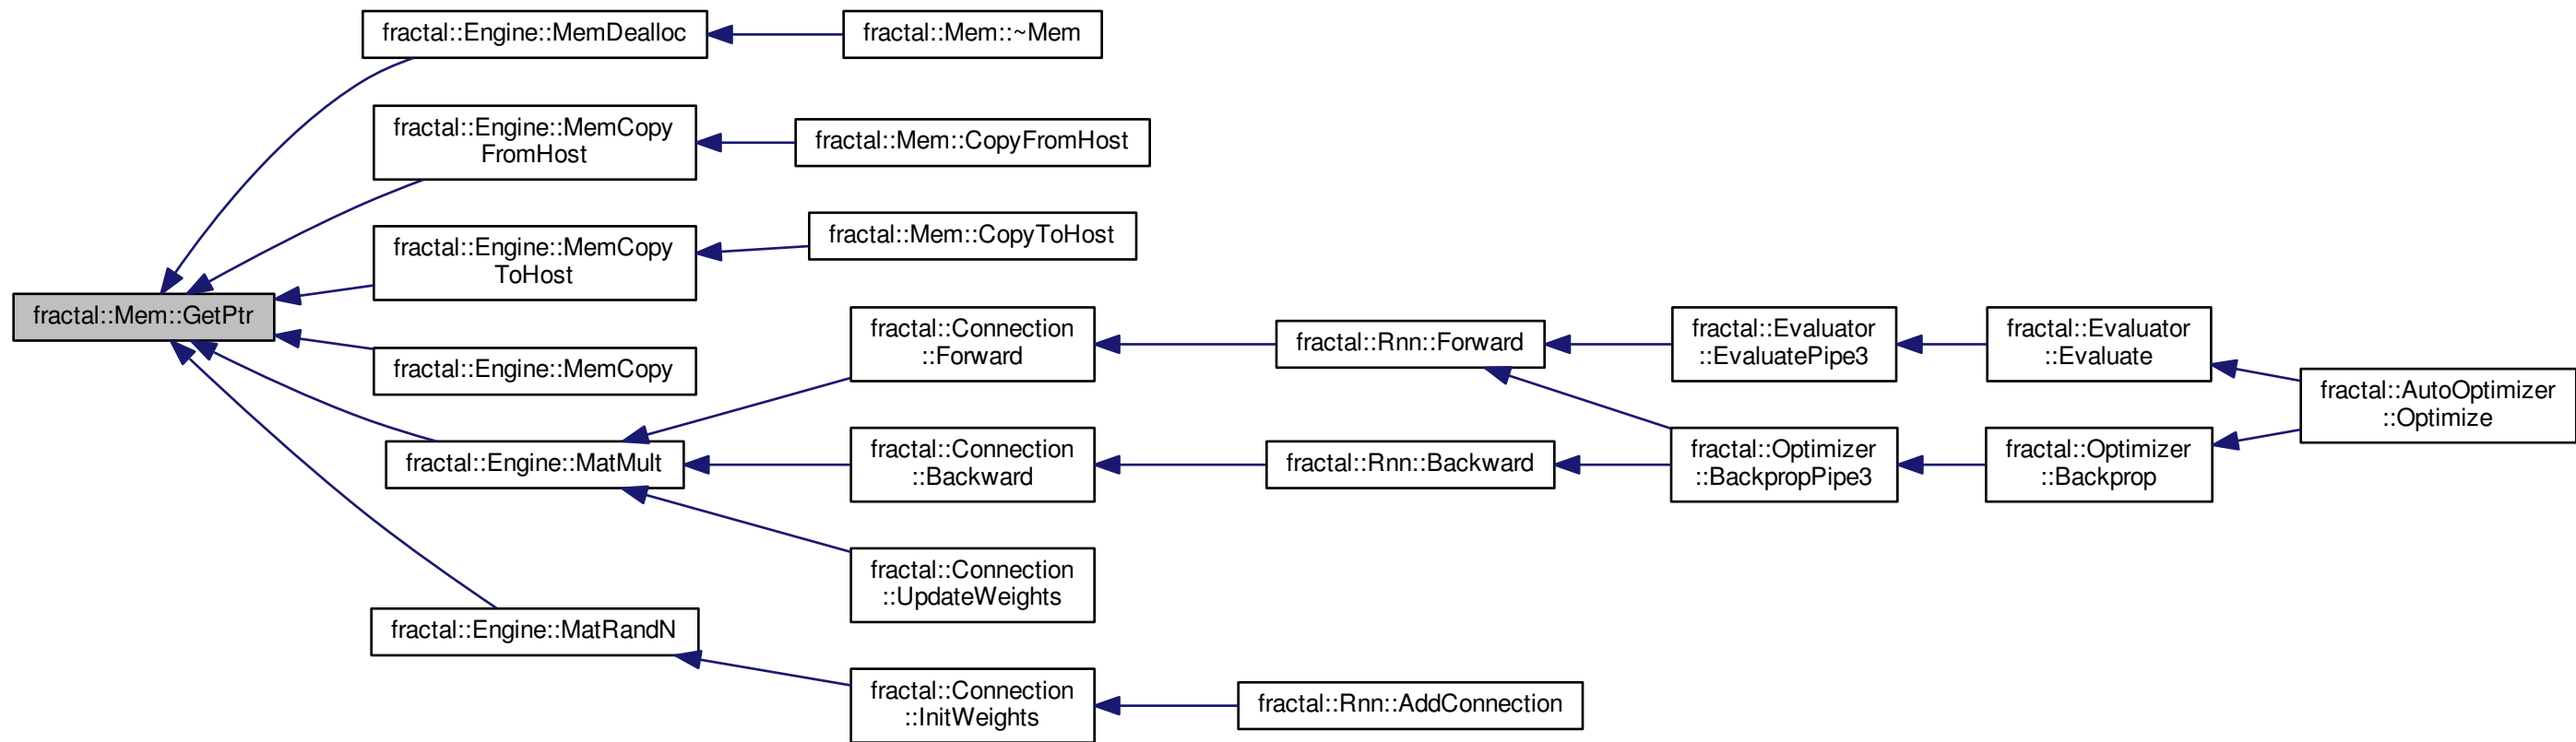 fractal::Engine::MemDealloc
fractal::Mem::~Mem
fractal::Engine::MemCopy
FromHost
fractal::Mem::CopyFromHost
fractal::Engine::MemCopy
ToHost
fractal::Mem::CopyToHost
fractal::Mem::GetPtr
fractal::Engine::MemCopy
fractal::Connection
::Forward
fractal::Rnn::Forward
fractal::Evaluator
::EvaluatePipe3
fractal::Evaluator
::Evaluate
fractal::AutoOptimizer
::Optimize
fractal::Engine::MatMult
fractal::Connection
::Backward
fractal::Rnn::Backward
fractal::Optimizer
::BackpropPipe3
fractal::Optimizer
::Backprop
fractal::Connection
::UpdateWeights
fractal::Engine::MatRandN
fractal::Connection
::InitWeights
fractal::Rnn::AddConnection